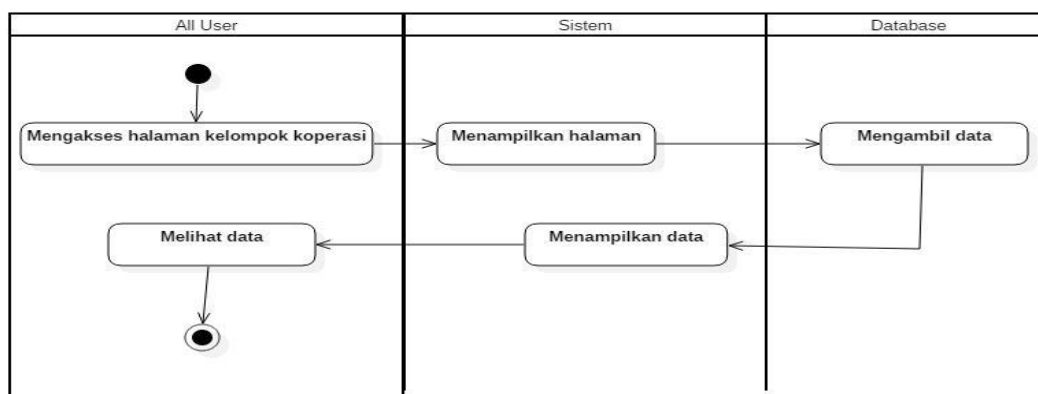 All User
Sistem
Database
Mengakses halaman kelompok koperasi
Menampilkan halaman
Mengambil data
Melihat data
Menampilkan data